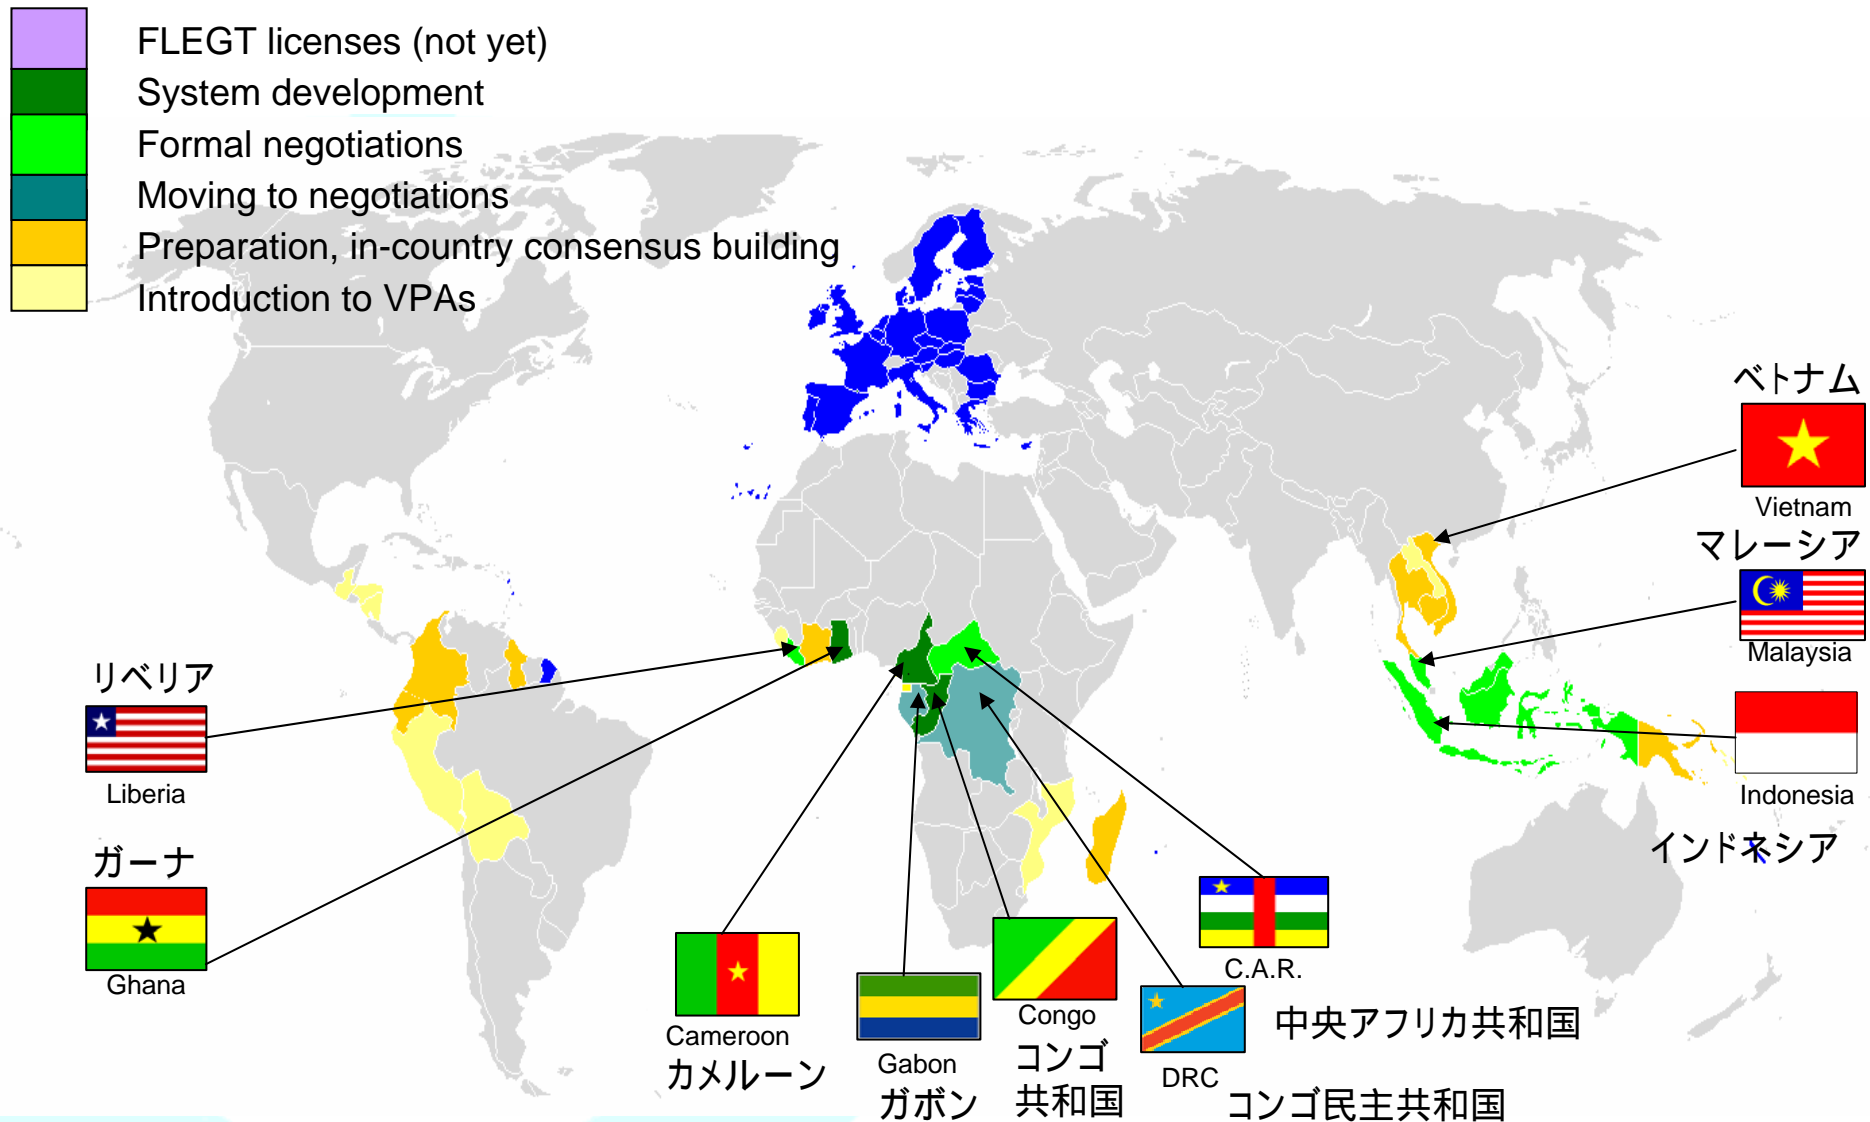 FLEGT licenses (not yet)
System development
Formal negotiations
Moving to negotiations
Preparation, in-country consensus building
Introduction to VPAs
ベトナム
Vietnam
マレーシア
Malaysia
Indonesia
インドネシア
リベリア
Liberia
ガーナ
Ghana
Cameroon
カメルーン
Gabon
ガボン
Congo
コンゴ
共和国
C.A.R.
中央アフリカ共和国
DRC
コンゴ民主共和国